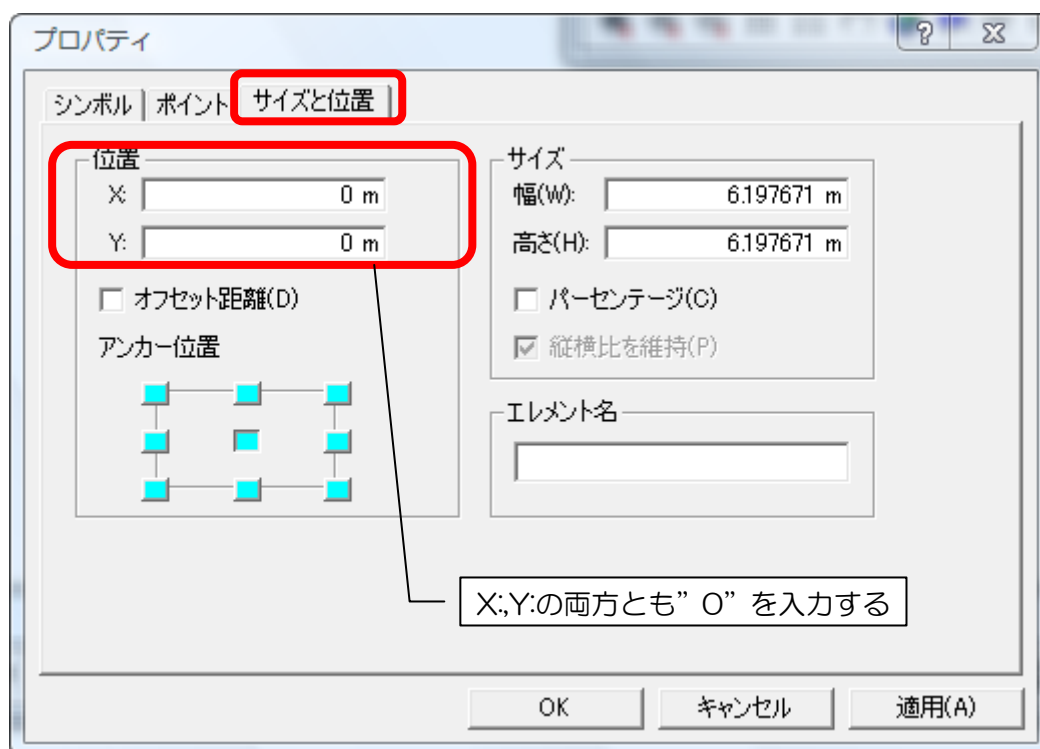 プロパティ
シンボル ポイント サイズと位置
位置
X: 0 m
Y: 0 m
オフセット距離(D)
アンカー位置
サイズ
幅(W): 6.197671 m
高さ(H): 6.197671 m
パーセンテージ(C)
縦横比を維持(P)
エレメント名
X:,Y:の両方とも”0”を入力する
OK キャンセル 適用(A)